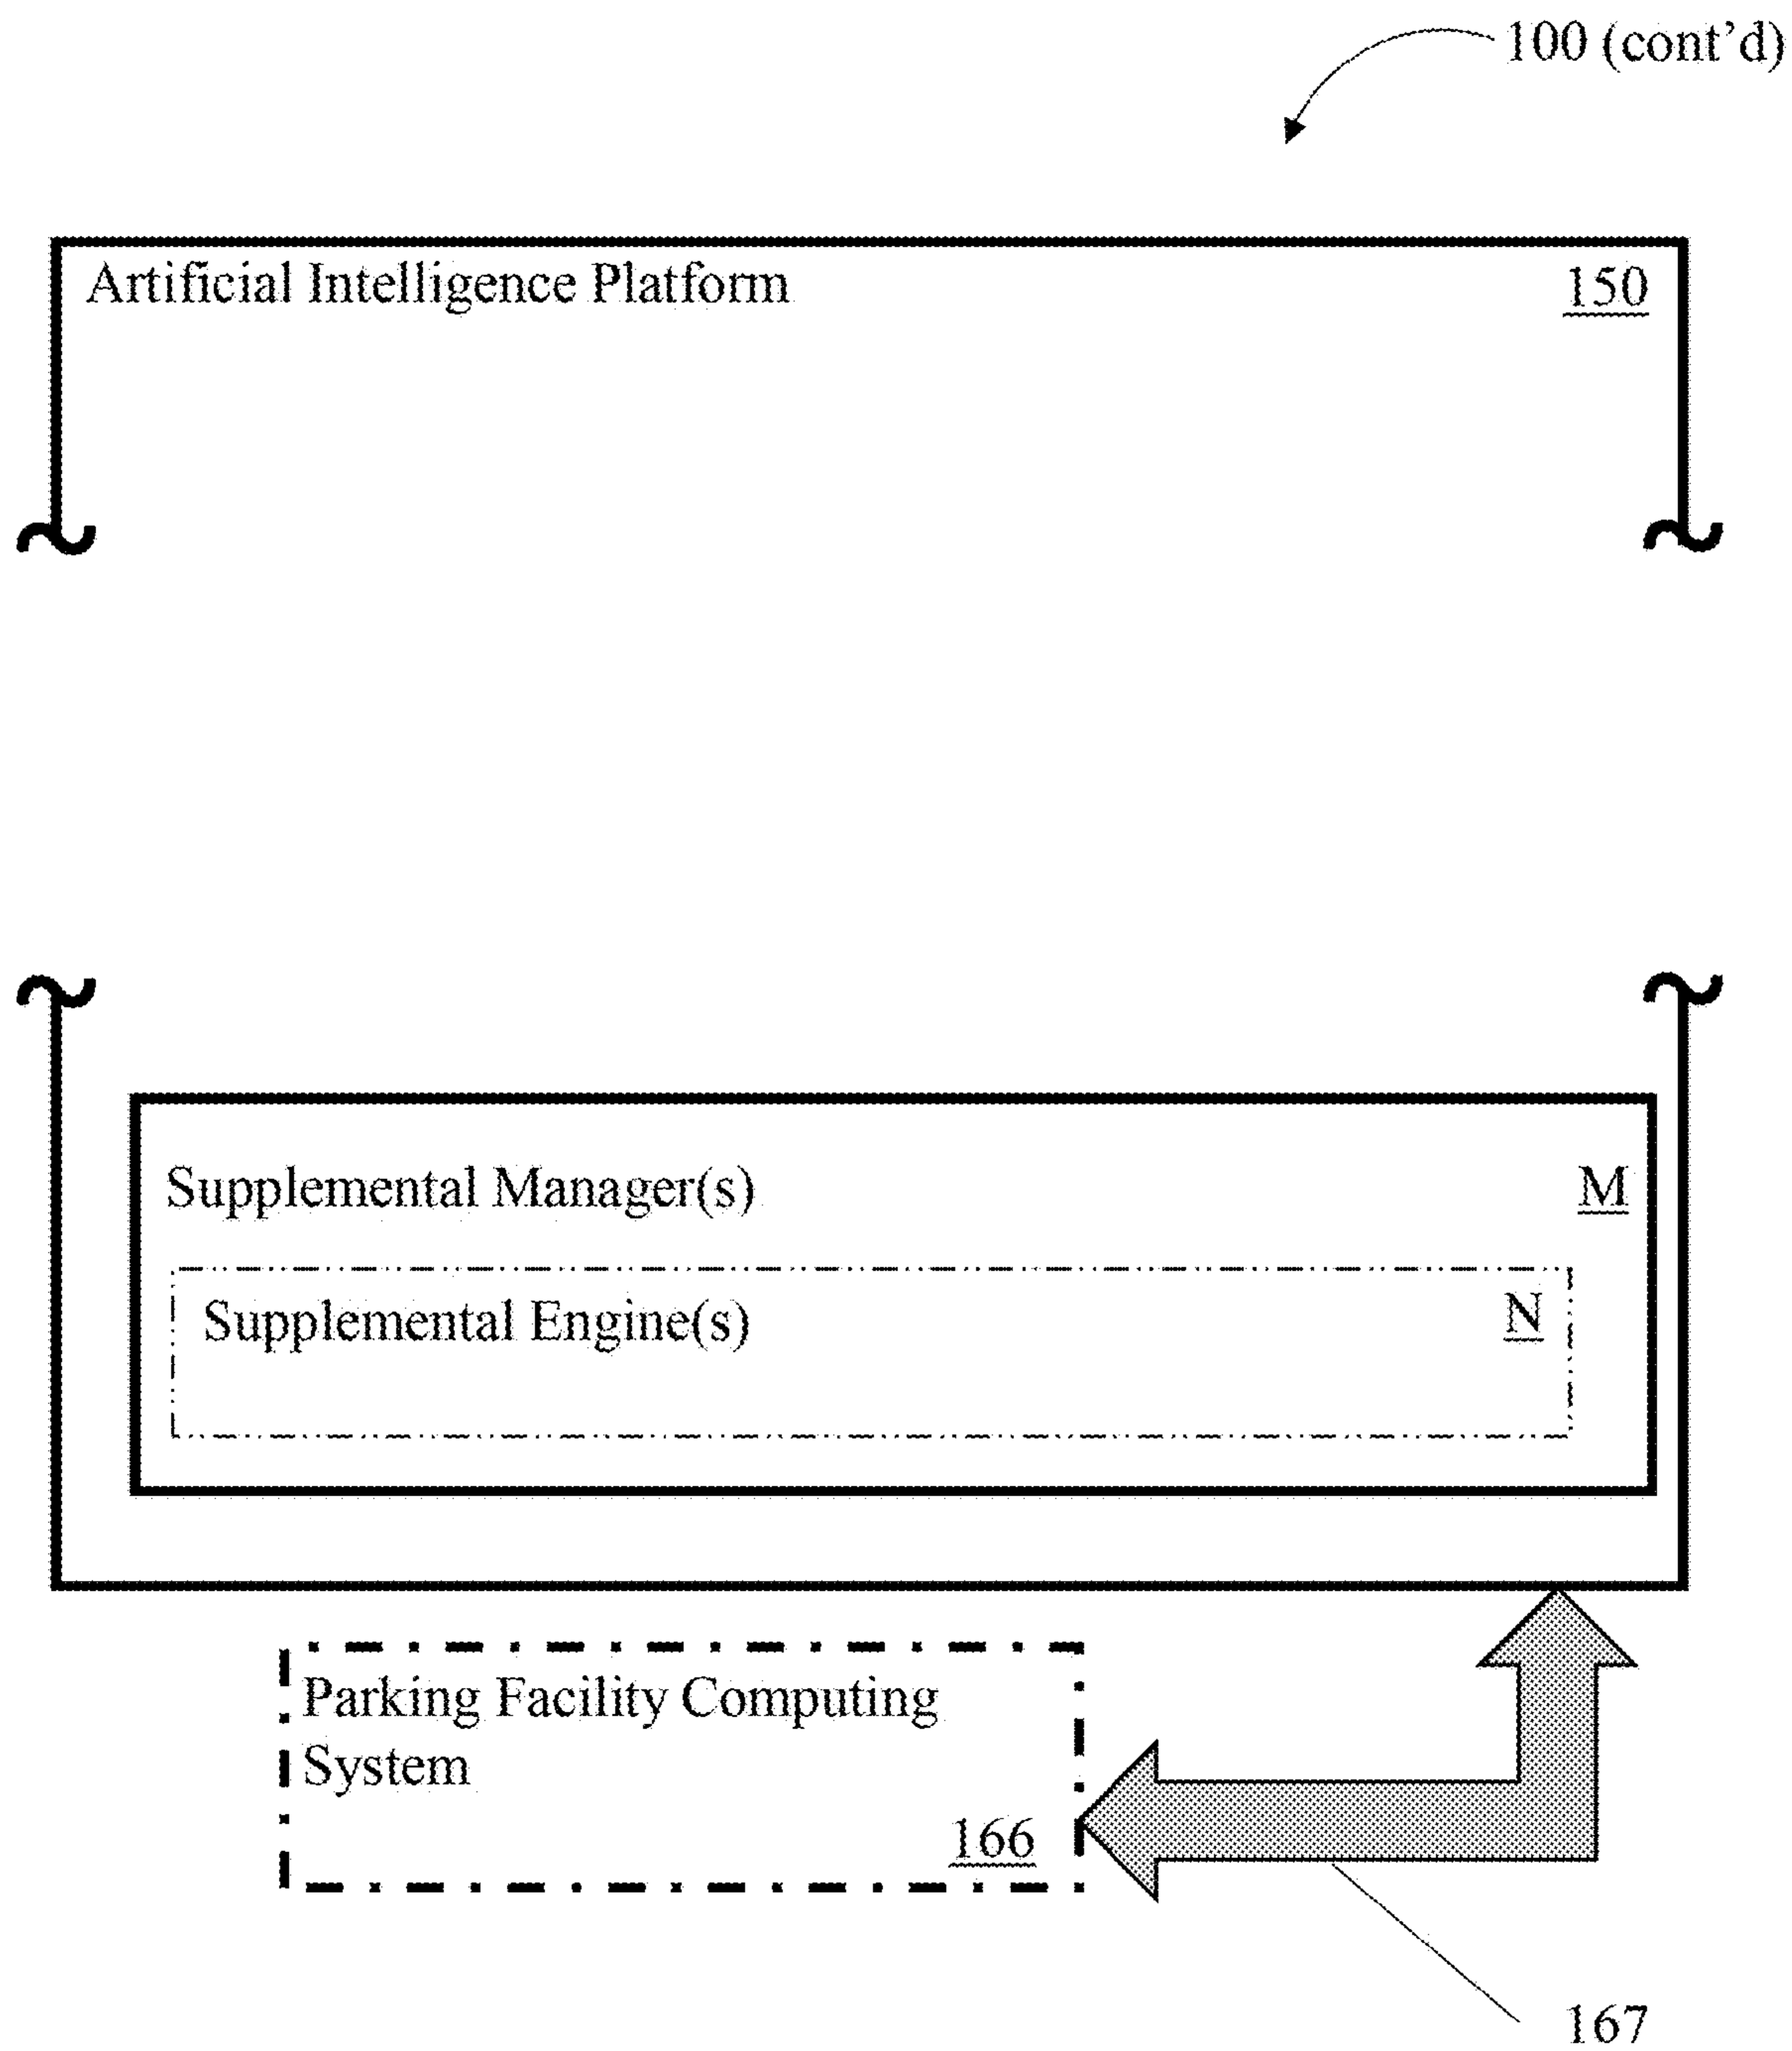 100 (cont’d)
Artificial Intelligence Platform 150
Supplemental Manager(s) M
Supplemental Engine(s) N
Parking Facility Computing
System
166
167